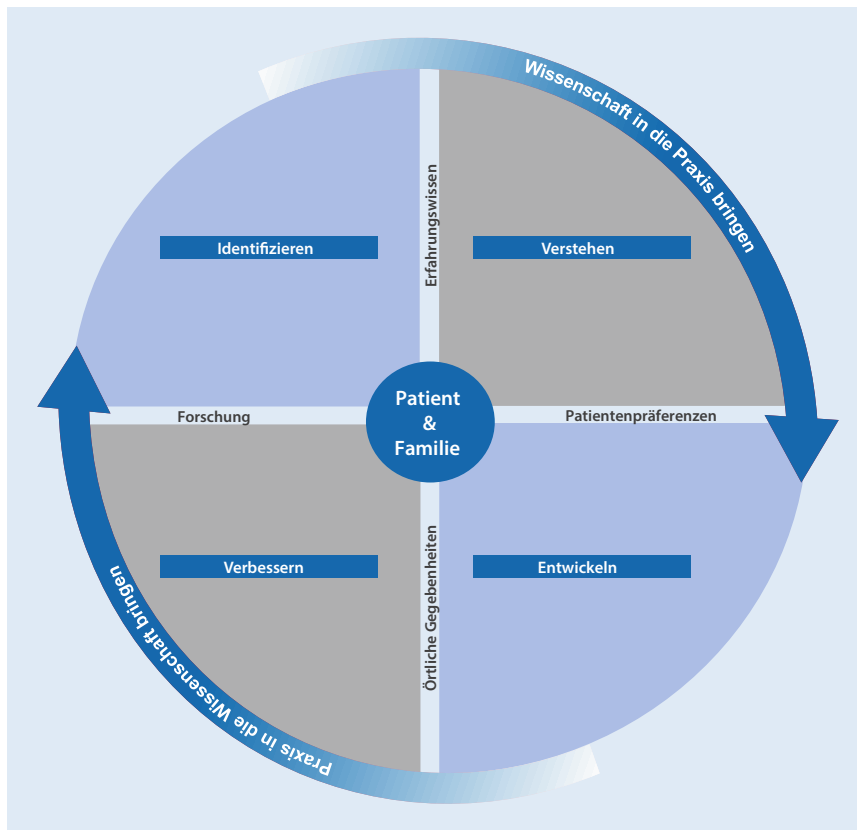 Wissenschaft in die Praxis bringen
Erfahrungswissen
Identifizieren
Verstehen
Patient
&
Familie
Forschung
Patientenpräferenzen
Örtliche Gegebenheiten
Verbessern
Entwickeln
Praxis in die Wissenschaft bringen